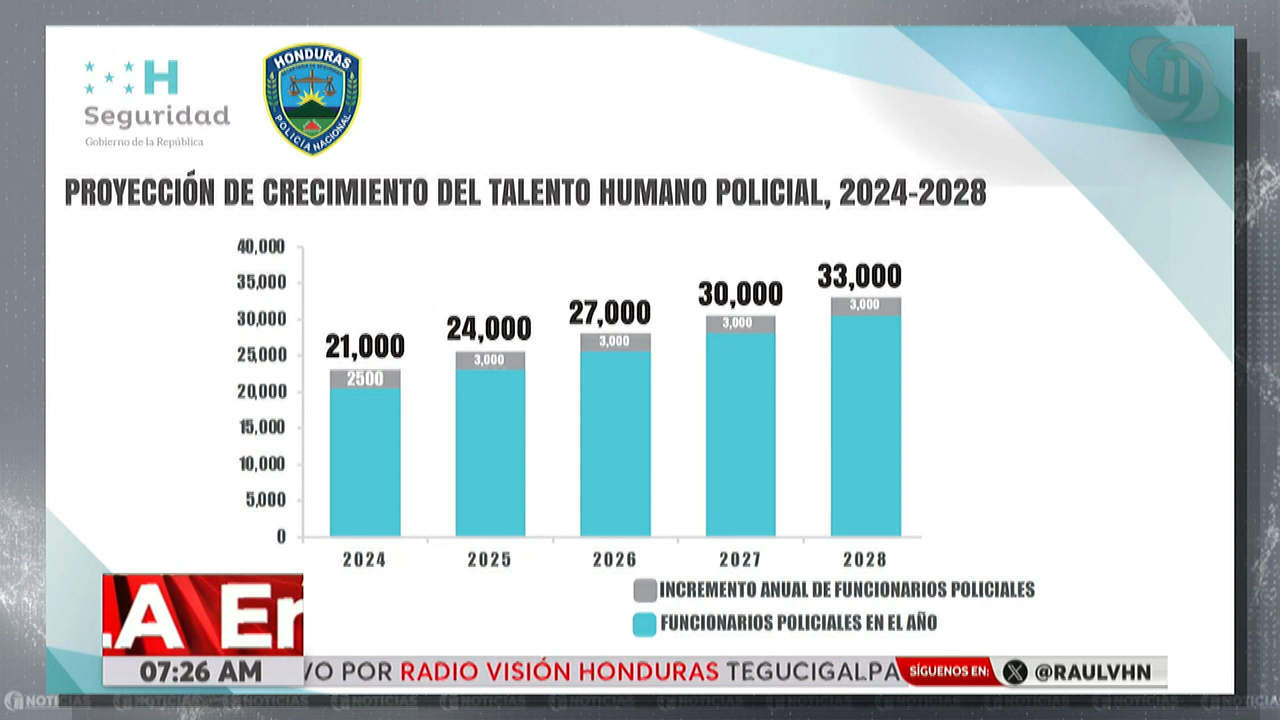 H
Seguridad
Gobierno de la República
HONDURAS
POLICÍA NACIONAL
PROYECCIÓN DE CRECIMIENTO DEL TALENTO HUMANO POLICIAL, 2024-2028
40,000
35,000
30,000
25,000
20,000
15,000
10,000
5,000
0
21,000
2500
24,000
3,000
27,000
3,000
30,000
3,000
33,000
3,000
2024
2025
2026
2027
2028
INCREMENTO ANUAL DE FUNCIONARIOS POLICIALES
FUNCIONARIOS POLICIALES EN EL AÑO
LA En
07:26 AM
VO POR RADIO VISIÓN HONDURAS TEGUCIGALPA
SÍGUENOS EN:
X @RAULVHN
NOTICIAS